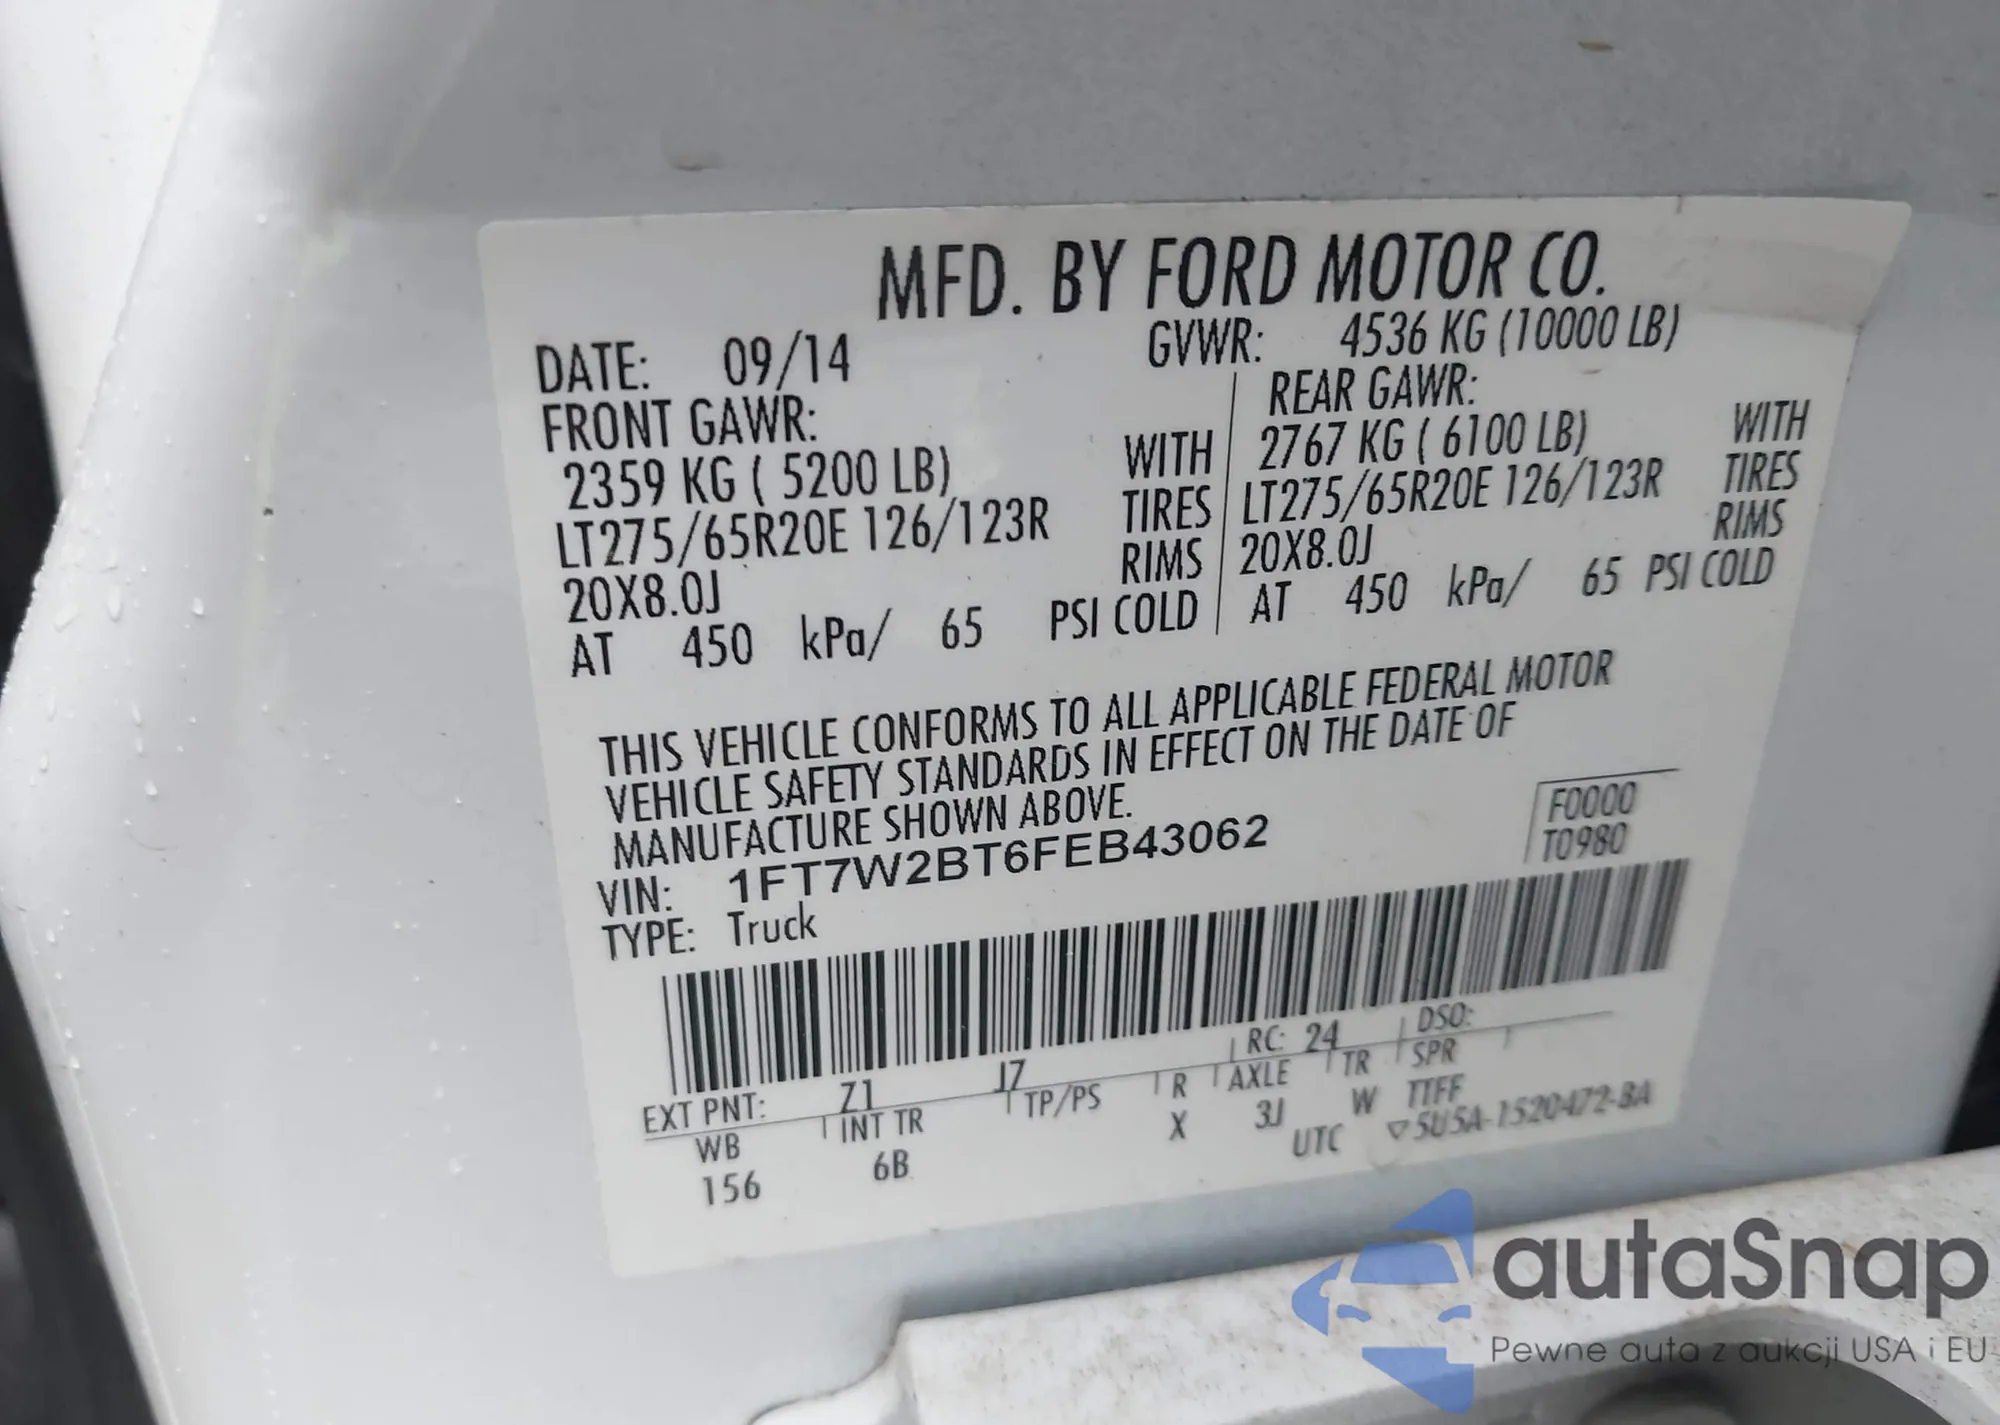 MFD. BY FORD MOTOR CO.
DATE: 09/14
GVWR: 4536 KG (10000 LB)
FRONT GAWR:
2359 KG ( 5200 LB) WITH
LT275/65R20E 126/123R TIRES
20X8.0J RIMS
AT 450 kPa/ 65 PSI COLD
REAR GAWR:
2767 KG ( 6100 LB) WITH
LT275/65R20E 126/123R TIRES
20X8.0J RIMS
AT 450 kPa/ 65 PSI COLD
THIS VEHICLE CONFORMS TO ALL APPLICABLE FEDERAL MOTOR
VEHICLE SAFETY STANDARDS IN EFFECT ON THE DATE OF
MANUFACTURE SHOWN ABOVE.
VIN: 1FT7W2BT6FEB43062
F0000
T0980
TYPE: Truck
EXT PNT: Z1 J7 RC: 24 DSO:
WB INT TR TP/PS R AXLE TR SPR
156 6B X 3J W TTFF
UTC ▽5U5A-1520472-BA
autaSnap
Pewne auta z aukcji USA i EU